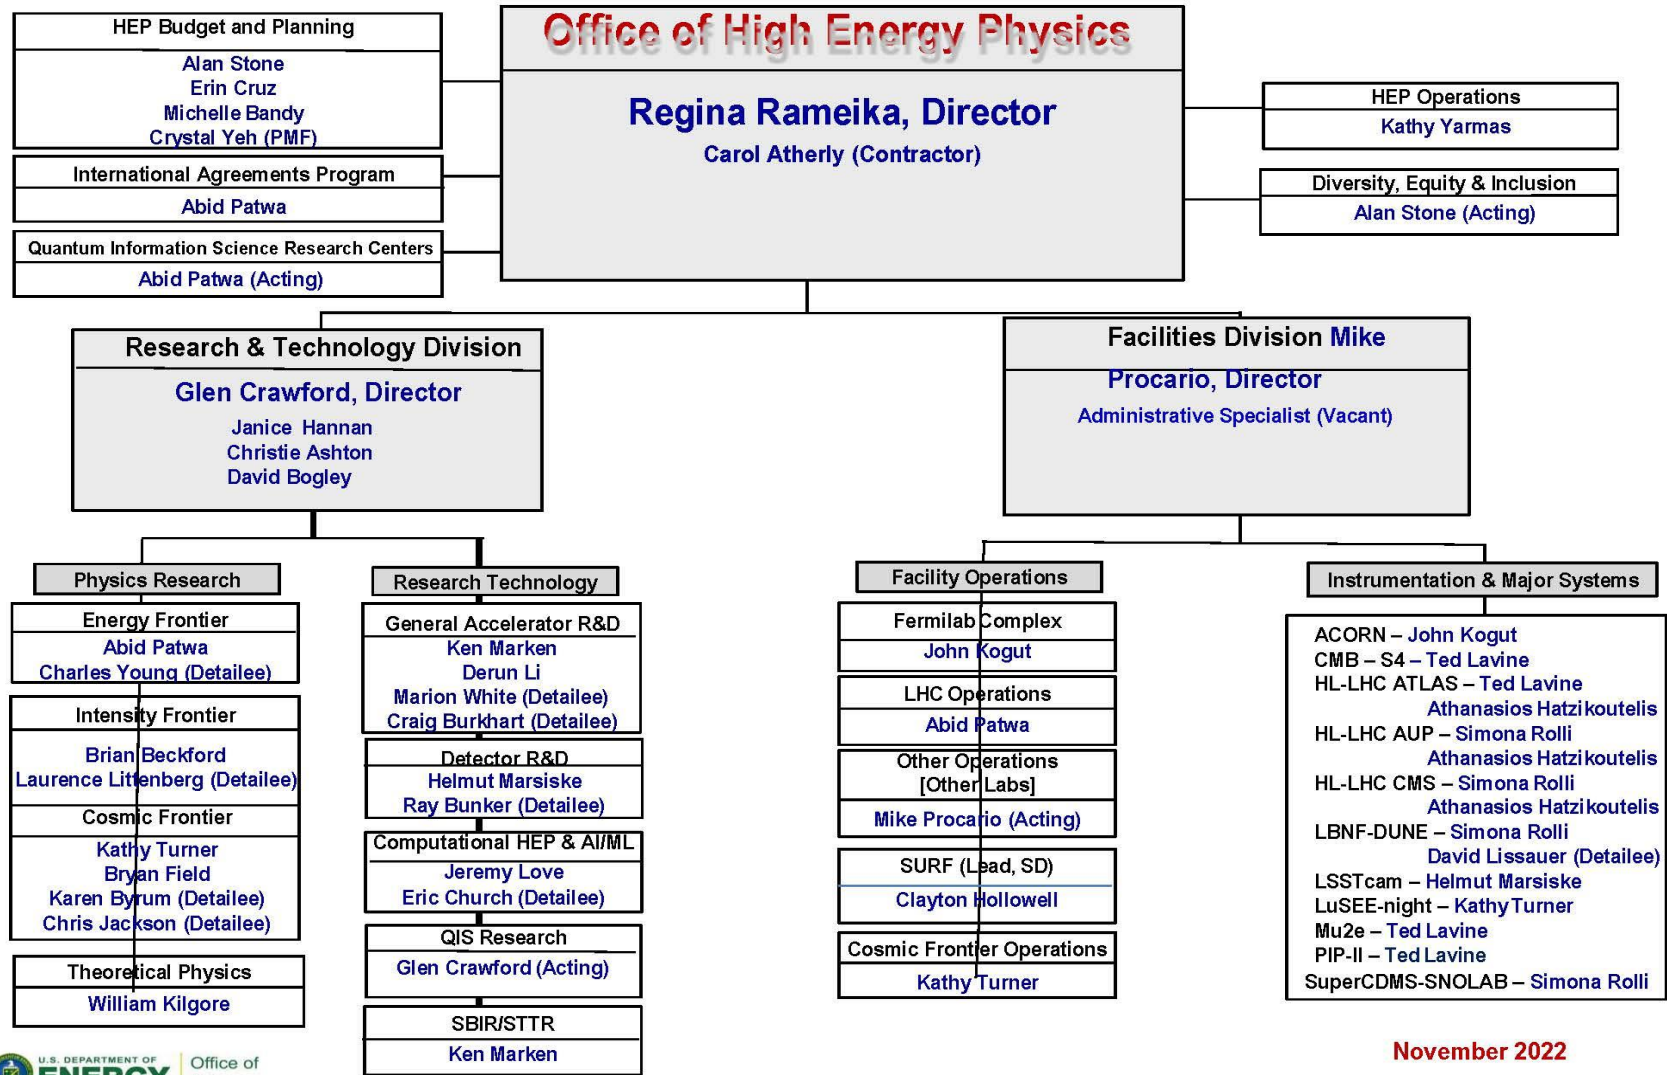 Office of High Energy Physics
Regina Rameika, Director
Carol Atherly (Contractor)
HEP Budget and Planning
Alan Stone
Erin Cruz
Michelle Bandy
Crystal Yeh (PMF)
International Agreements Program
Abid Patwa
Quantum Information Science Research Centers
Abid Patwa (Acting)
HEP Operations
Kathy Yarmas
Diversity, Equity & Inclusion
Alan Stone (Acting)
Research & Technology Division
Glen Crawford, Director
Janice Hannan
Christie Ashton
David Bogley
Facilities Division Mike
Procario, Director
Administrative Specialist (Vacant)
Physics Research
Energy Frontier
Abid Patwa
Charles Young (Detailee)
Intensity Frontier
Brian Beckford
Laurence Littenberg (Detailee)
Cosmic Frontier
Kathy Turner
Bryan Field
Karen Byrum (Detailee)
Chris Jackson (Detailee)
Theoretical Physics
William Kilgore
Research Technology
General Accelerator R&D
Ken Marken
Derun Li
Marion White (Detailee)
Craig Burkhart (Detailee)
Detector R&D
Helmut Marsiske
Ray Bunker (Detailee)
Computational HEP & AI/ML
Jeremy Love
Eric Church (Detailee)
QIS Research
Glen Crawford (Acting)
SBIR/STTR
Ken Marken
Facility Operations
Fermilab Complex
John Kogut
LHC Operations
Abid Patwa
Other Operations
[Other Labs]
Mike Procario (Acting)
SURF (Lead, SD)
Clayton Hollowell
Cosmic Frontier Operations
Kathy Turner
Instrumentation & Major Systems
ACORN – John Kogut
CMB – S4 – Ted Lavine
HL-LHC ATLAS – Ted Lavine
Athanasios Hatzikoutelis
HL-LHC AUP – Simona Rolli
Athanasios Hatzikoutelis
HL-LHC CMS – Simona Rolli
Athanasios Hatzikoutelis
LBNF-DUNE – Simona Rolli
David Lissauer (Detailee)
LSSTcam – Helmut Marsiske
LuSEE-night – Kathy Turner
Mu2e – Ted Lavine
PIP-II – Ted Lavine
SuperCDMS-SNOLAB – Simona Rolli
U.S. DEPARTMENT OF
ENERGY
Office of
November 2022